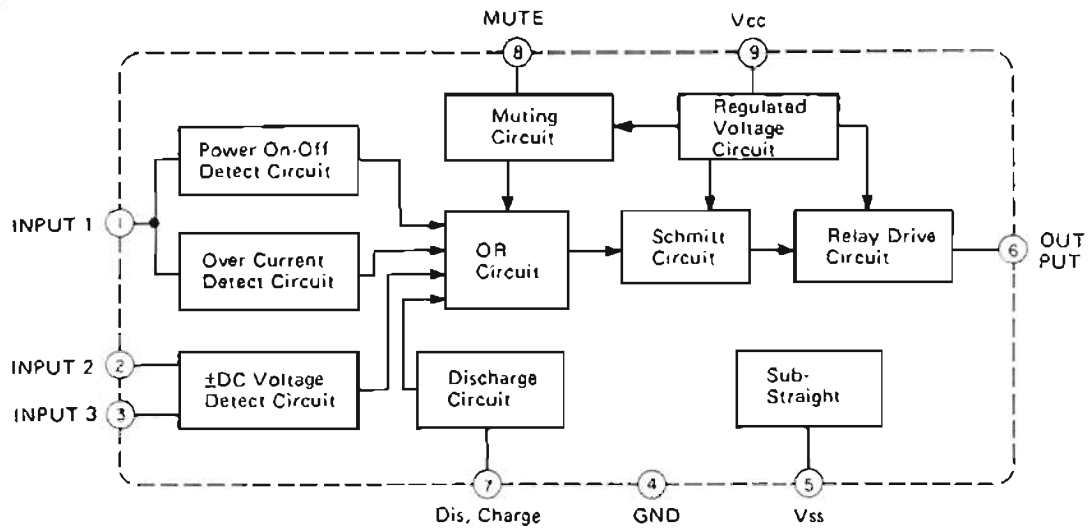 MUTE
Vcc
8
9
Muting
Circuit
Regulated
Voltage
Circuit
Power On-Off
Detect Circuit
INPUT 1
1
Over Current
Detect Circuit
OR
Circuit
Schmitt
Circuit
Relay Drive
Circuit
6
OUT
PUT
INPUT 2
2
±DC Voltage
Detect Circuit
INPUT 3
3
Discharge
Circuit
Sub-
Straight
7
4
5
Dis, Charge
GND
Vss